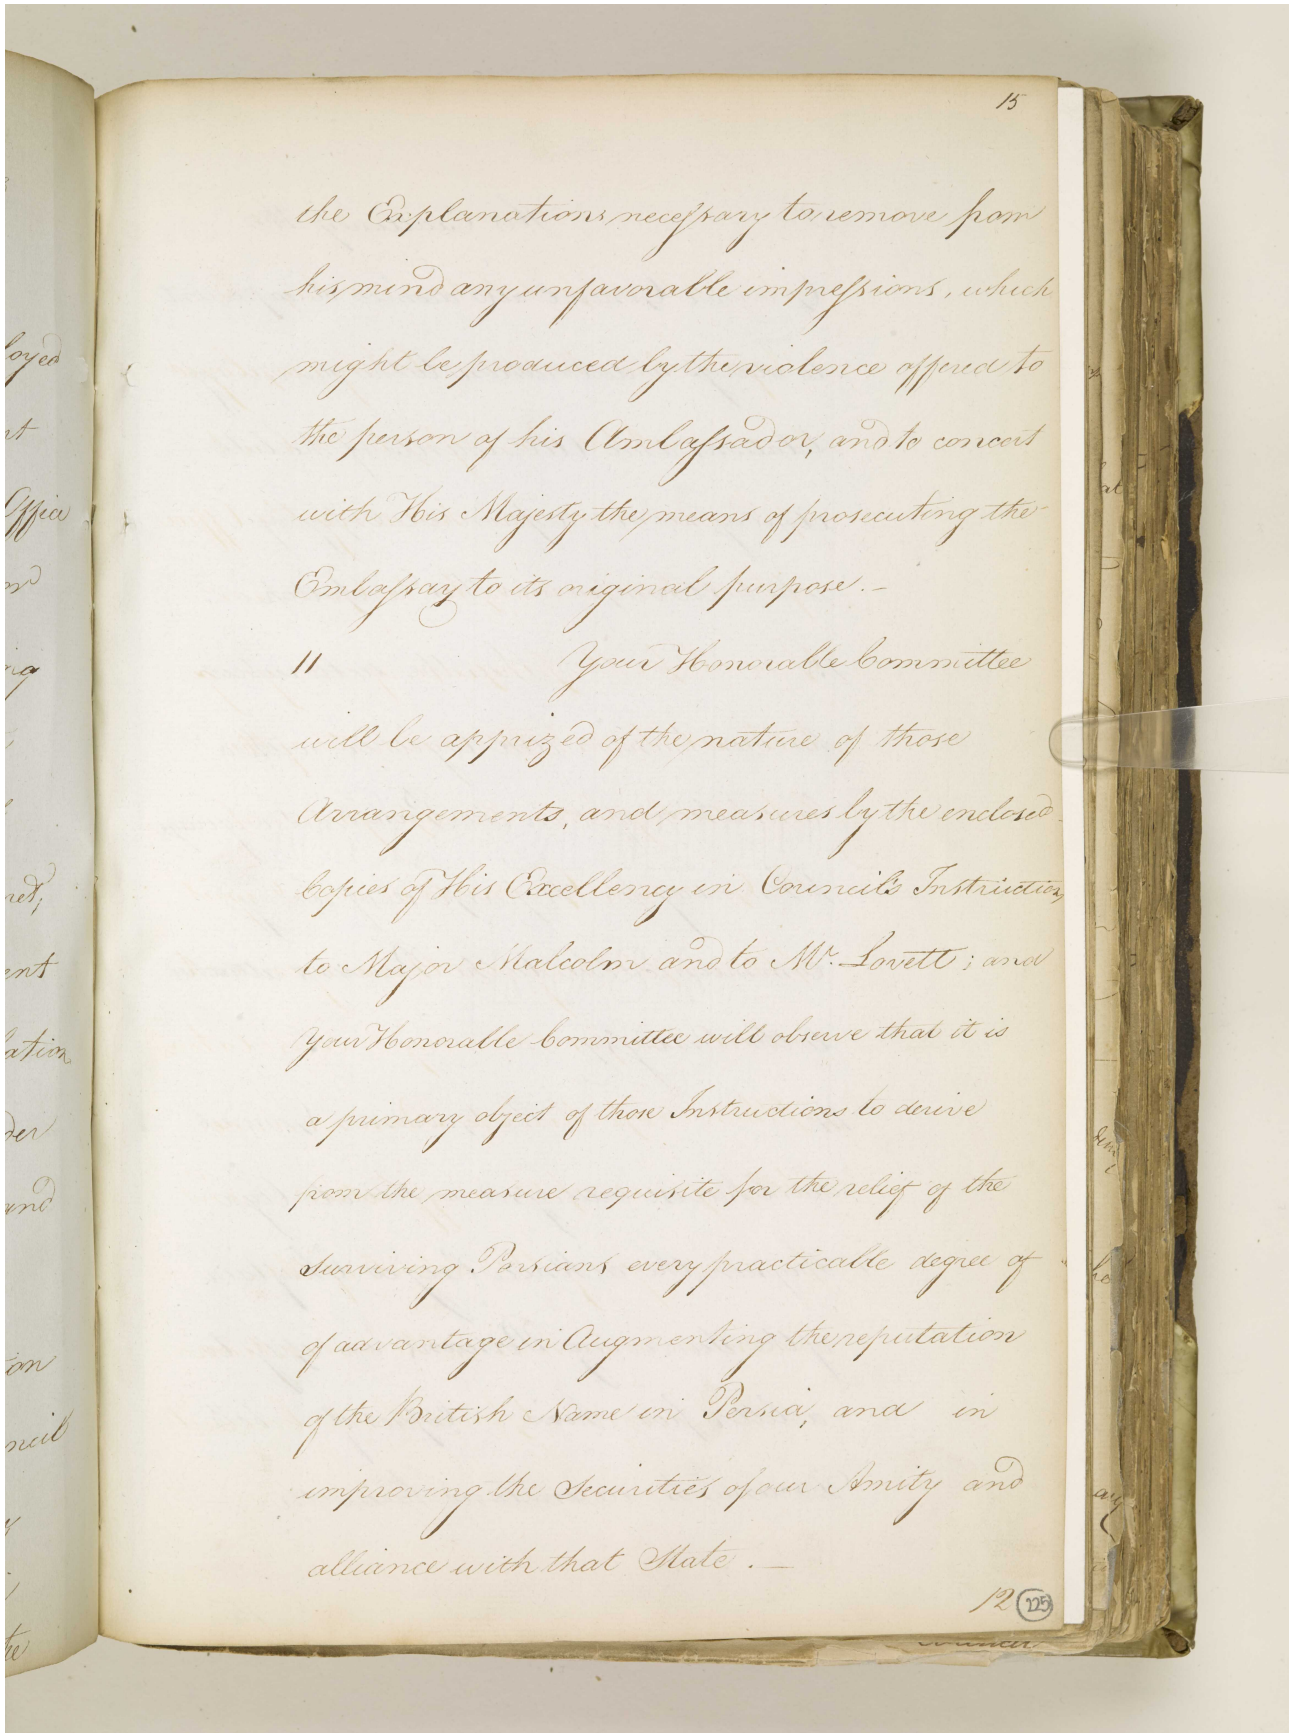 15
the Explanations necessary to remove from
his mind any unfavorable impressions, which
might be produced by the violence offered to
the person of his Ambassador, and to concert
with His Majesty the means of prosecuting the
Embassay to its original purpose. -
11 Your Honorable Committee
will be apprized of the nature of those
Arrangements, and measures by the enclosed
Copies of His Excellency in Council's Instructions
to Major Malcolm and to Mr. Lovett; and
Your Honorable Committee will observe that it is
a primary object of those Instructions to derive
from the measure requisite for the relief of the
surviving Persians every practicable degree of
of advantage in Augmenting the reputation
of the British Name in Persia, and in
improving the Securities of our Amity and
alliance with that State. —
12
225